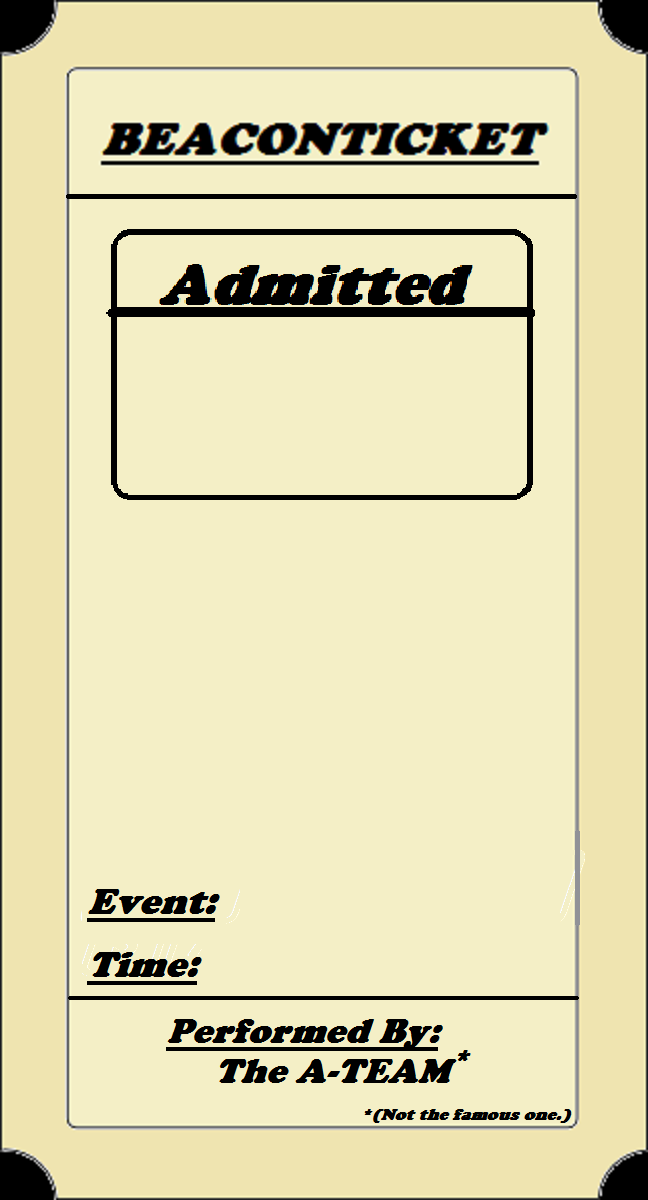 BEACONTICKET
Admitted
Event:
Time:
Performed By:
The A-TEAM*
*(Not the famous one.)